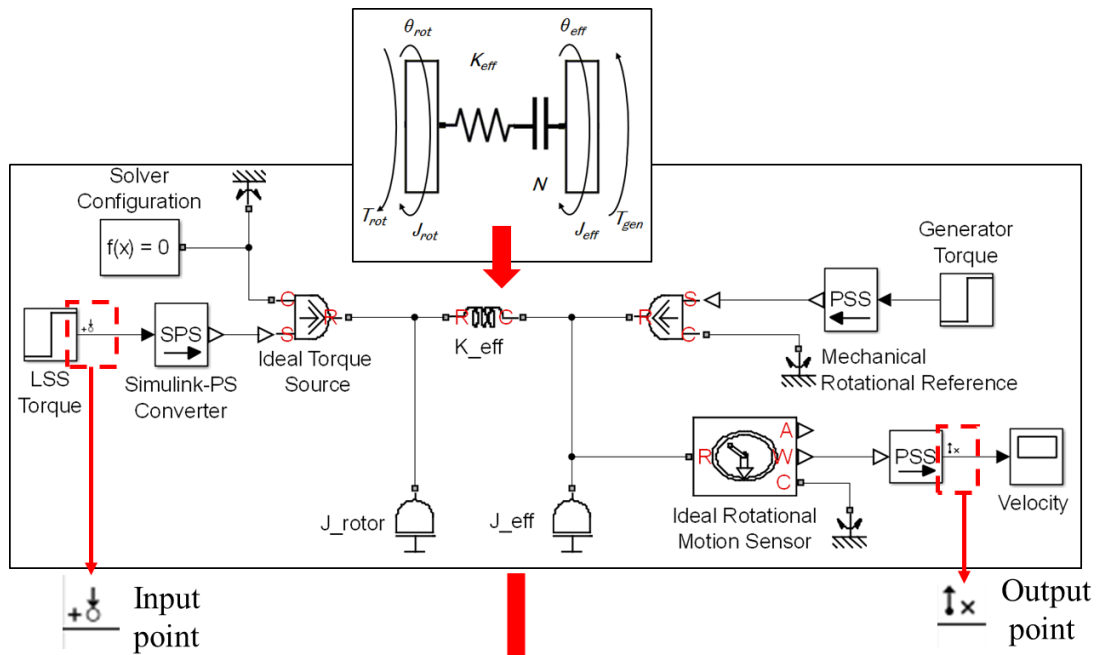 θrot
θeff
Keff
N
Trot
Jrot
Jeff
Tgen
Solver
Configuration
f(x) = 0
C
S
R
Ideal Torque
Source
LSS
Torque
SPS
Simulink-PS
Converter
R
C
K_eff
R
S
C
PSS
Generator
Torque
Mechanical
Rotational Reference
J_rotor
J_eff
R
A
W
C
Ideal Rotational
Motion Sensor
PSS
Velocity
Input
point
Output
point